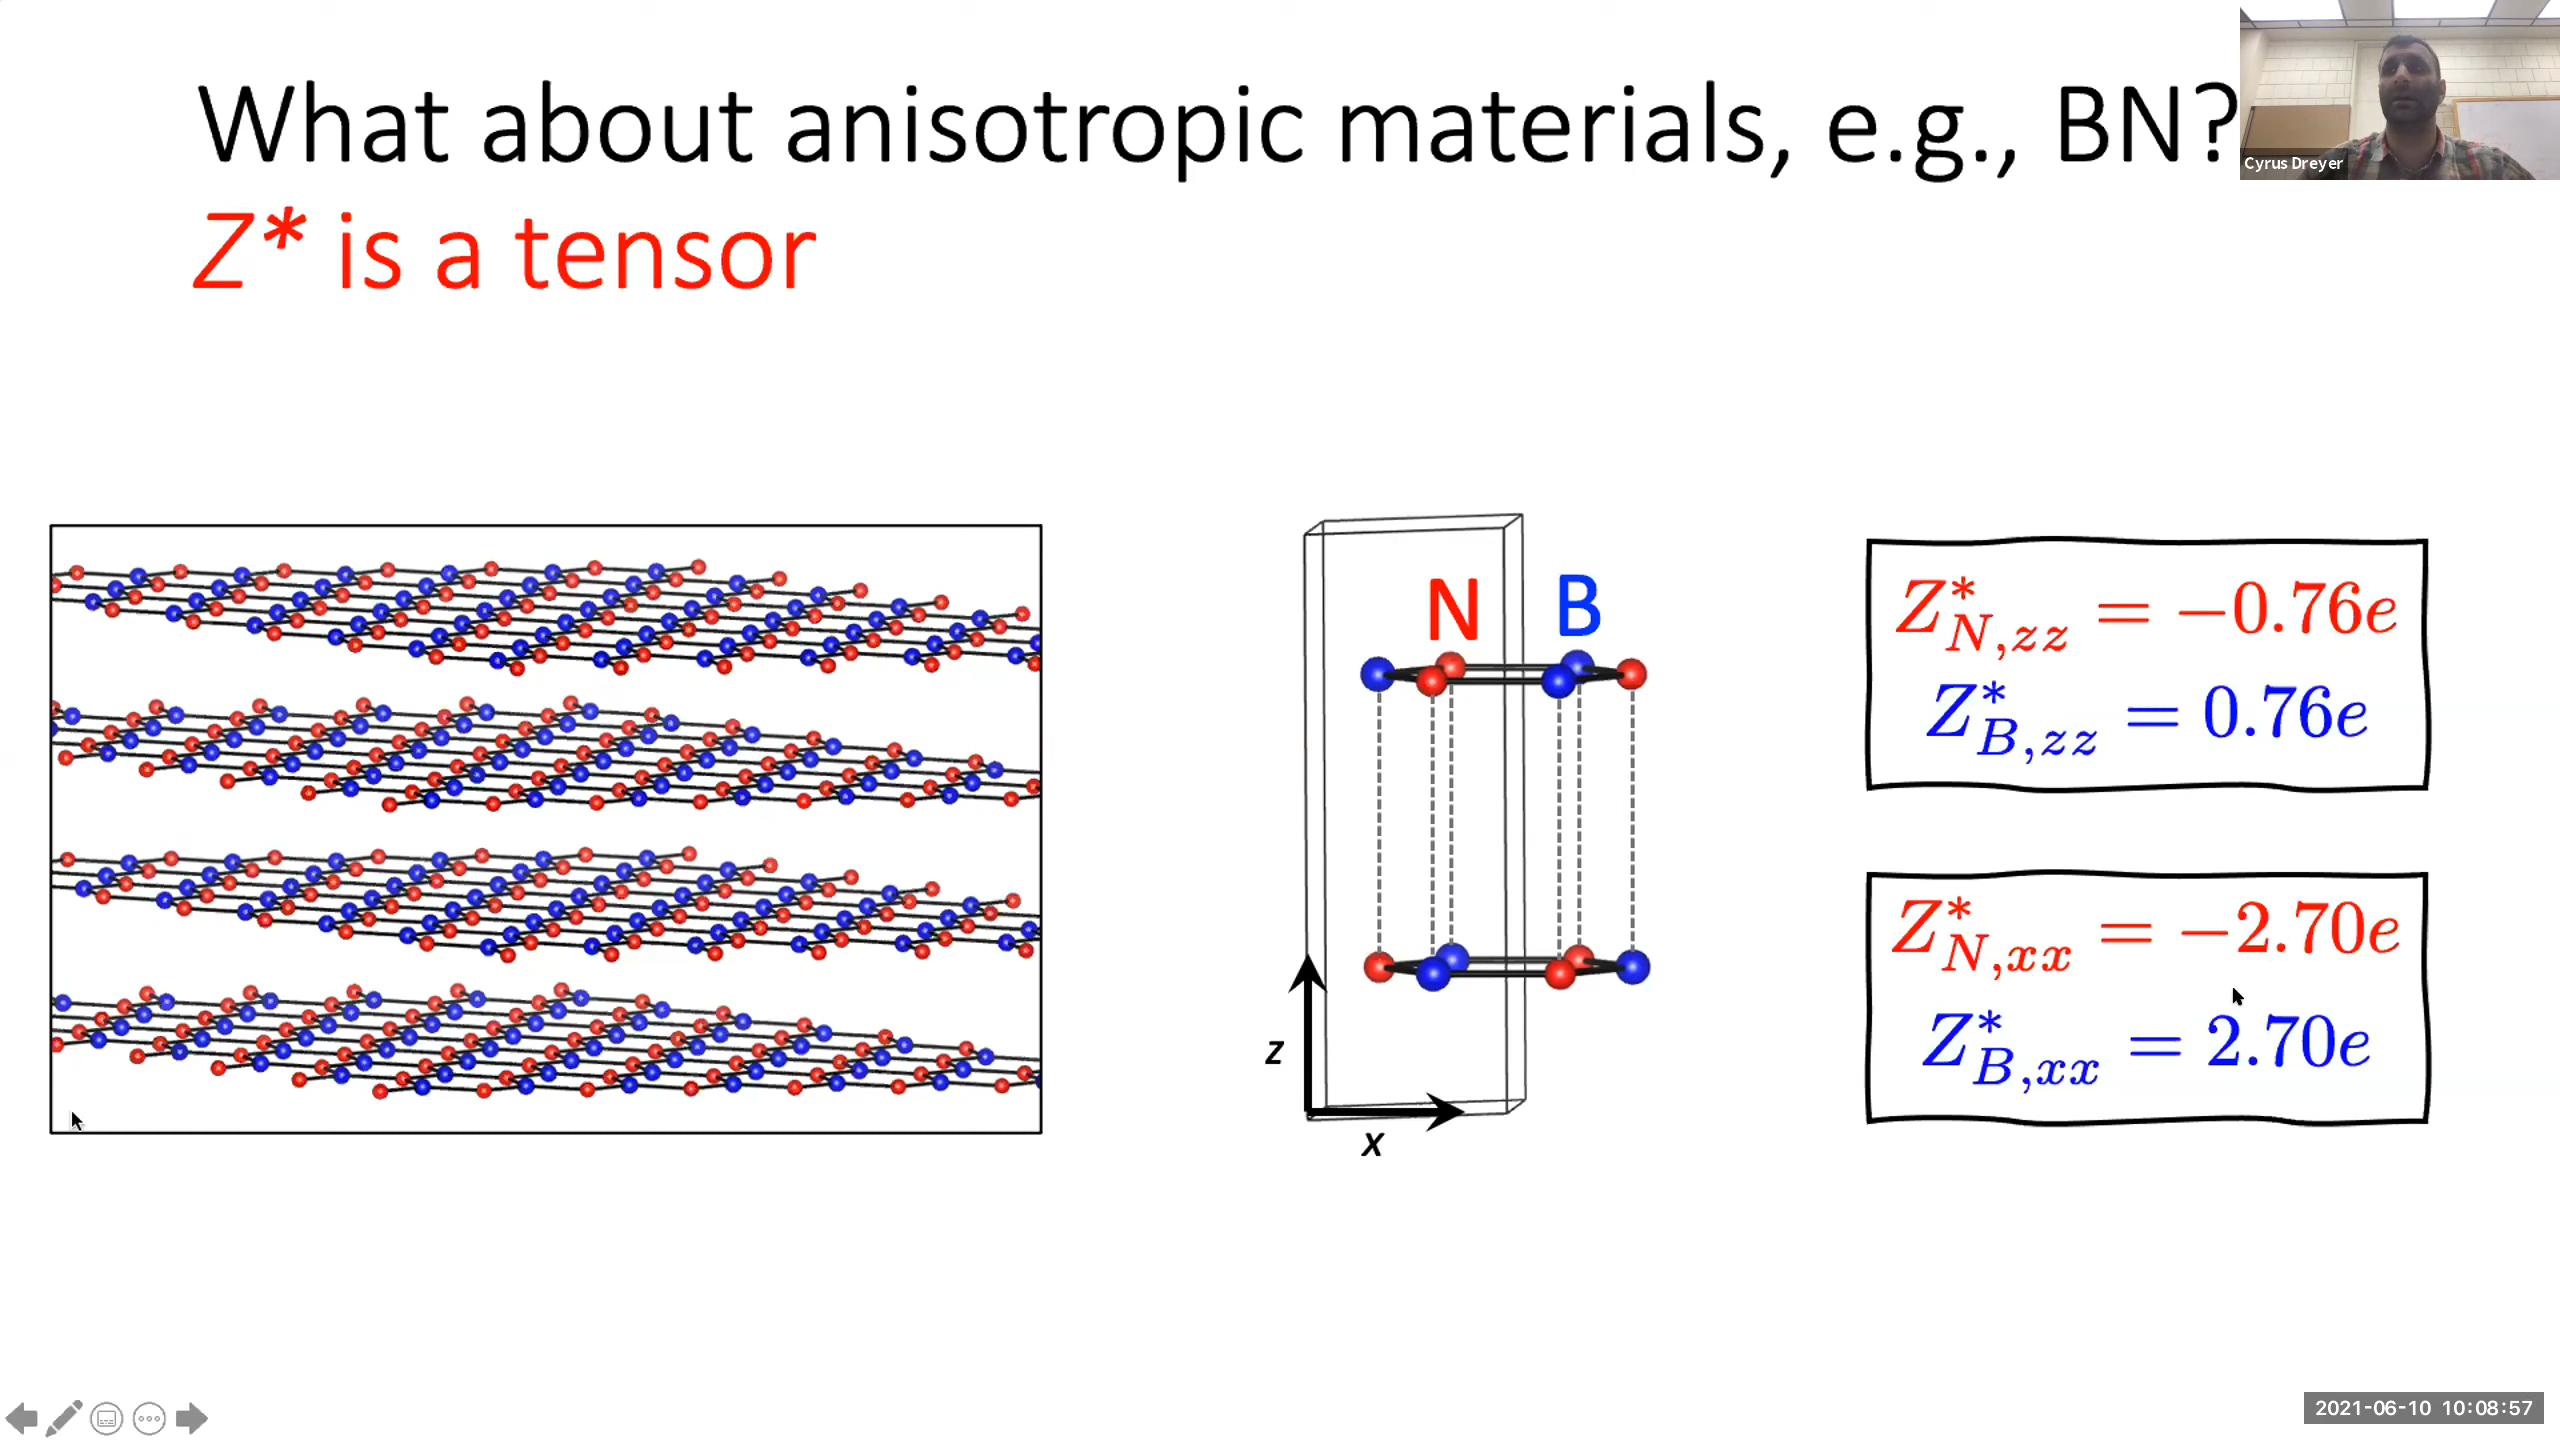 What about anisotropic materials, e.g., BN?
Z* is a tensor
Cyrus Dreyer
N B
z
x
Z*_{N,zz} = −0.76e
Z*_{B,zz} = 0.76e
Z*_{N,xx} = −2.70e
Z*_{B,xx} = 2.70e
2021-06-10 10:08:57